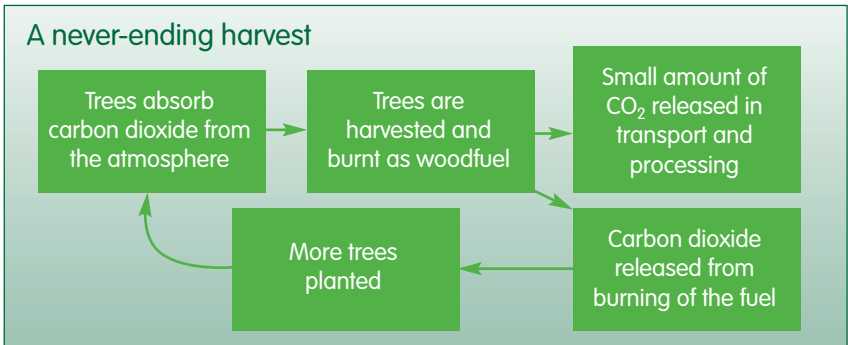 A never-ending harvest
Trees absorb
carbon dioxide from
the atmosphere
Trees are
harvested and
burnt as woodfuel
Small amount of
CO₂ released in
transport and
processing
More trees
planted
Carbon dioxide
released from
burning of the fuel